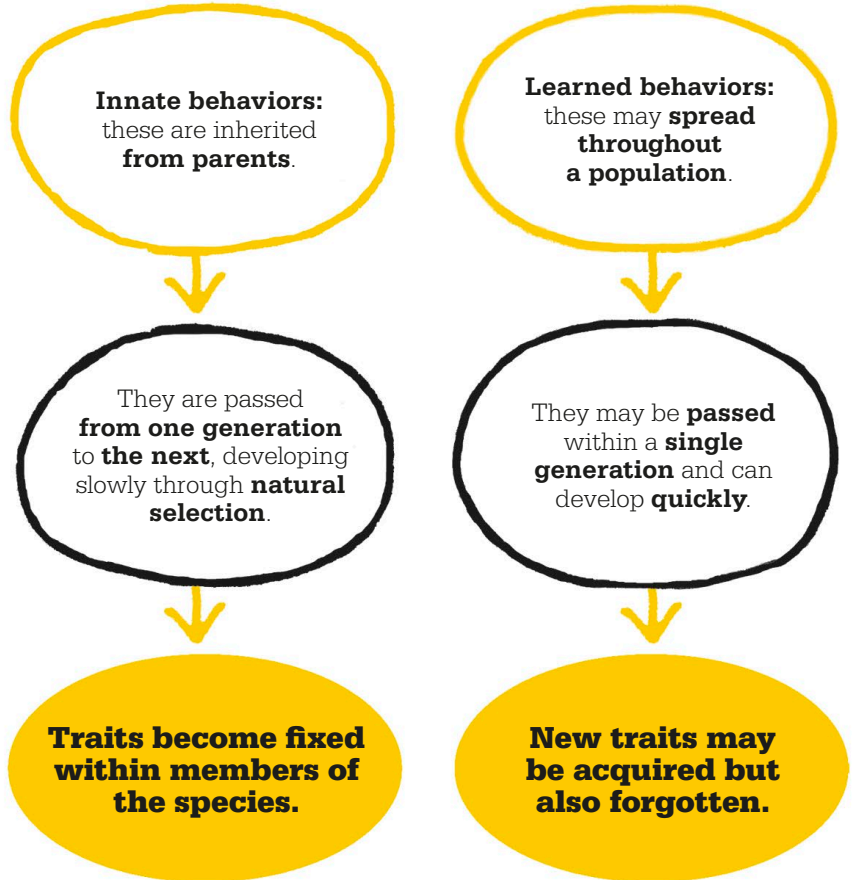 Innate behaviors:
these are inherited
from parents.
They are passed
from one generation
to the next, developing
slowly through natural
selection.
Traits become fixed
within members of
the species.
Learned behaviors:
these may spread
throughout
a population.
They may be passed
within a single
generation and can
develop quickly.
New traits may
be acquired but
also forgotten.